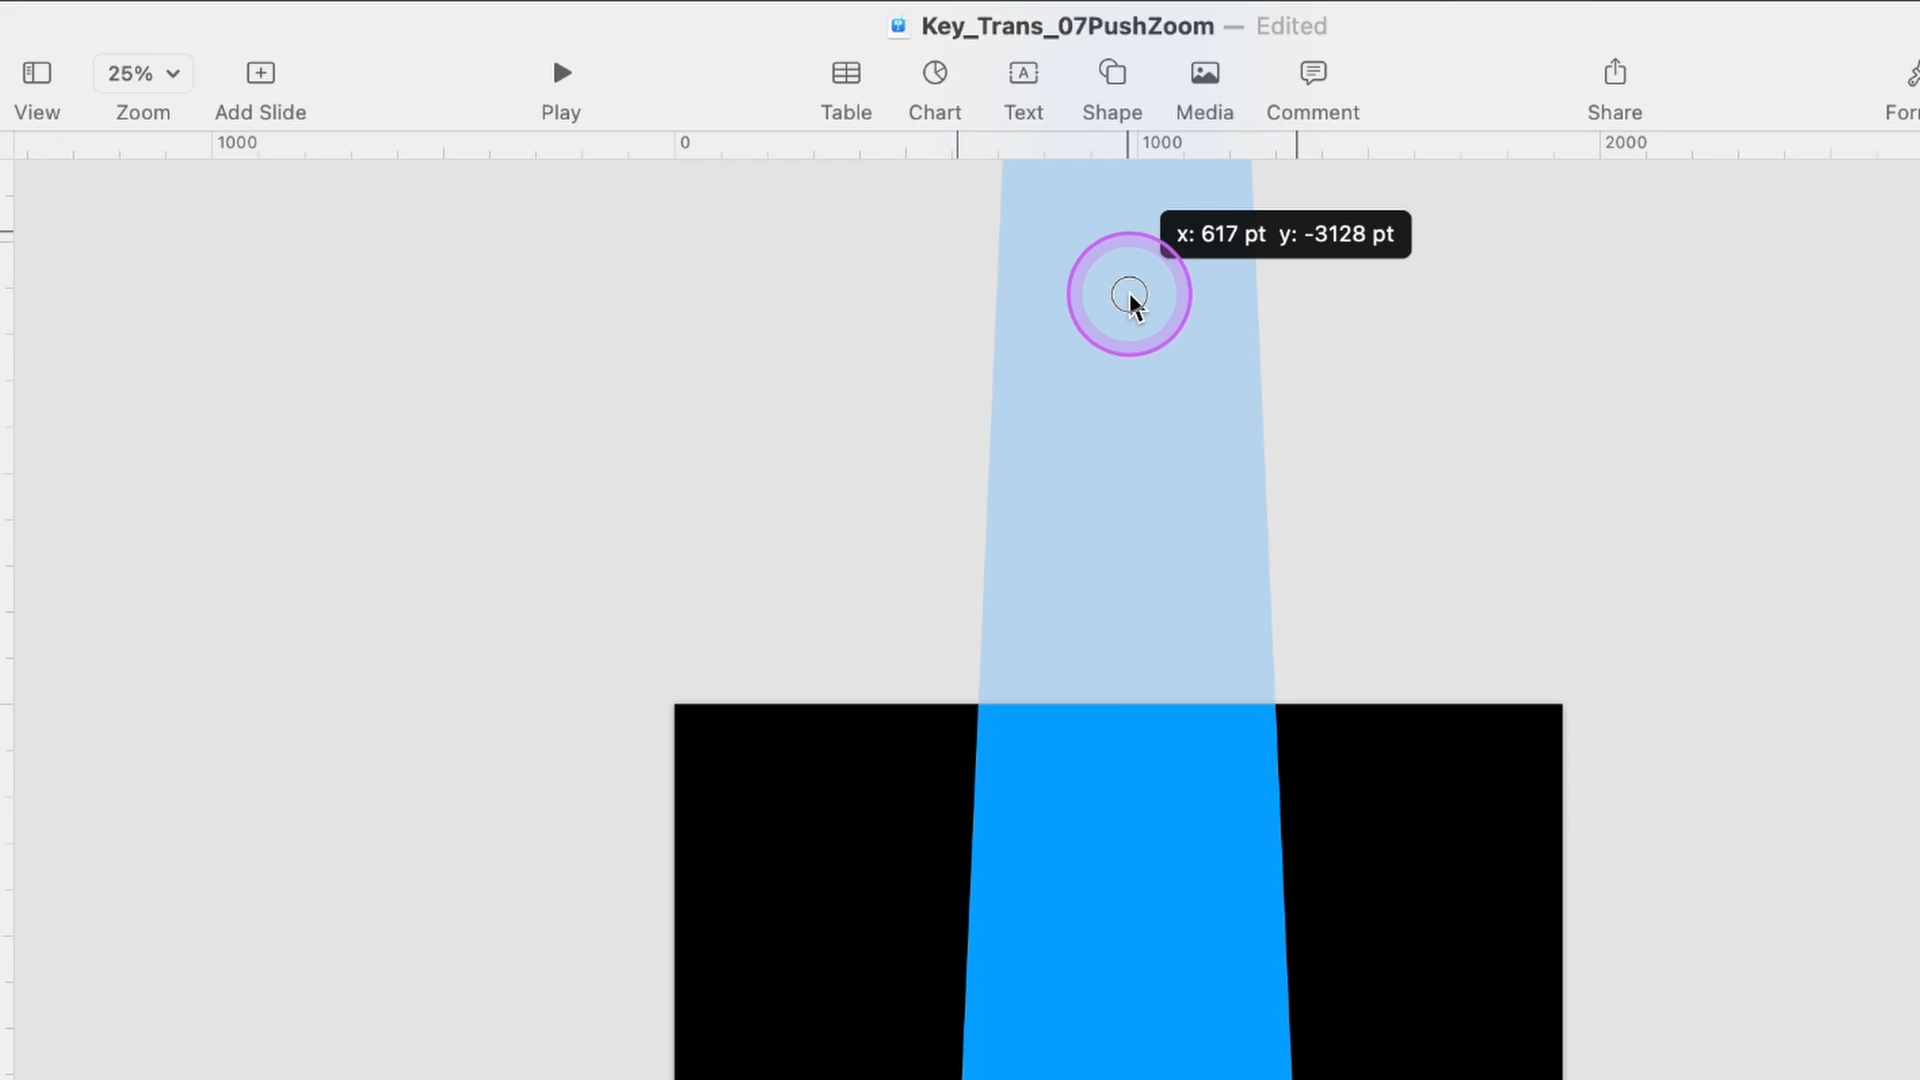 Key_Trans_07PushZoom — Edited
25%
View Zoom Add Slide Play Table Chart Text Shape Media Comment Share
1000 0 1000 2000
x: 617 pt y: -3128 pt